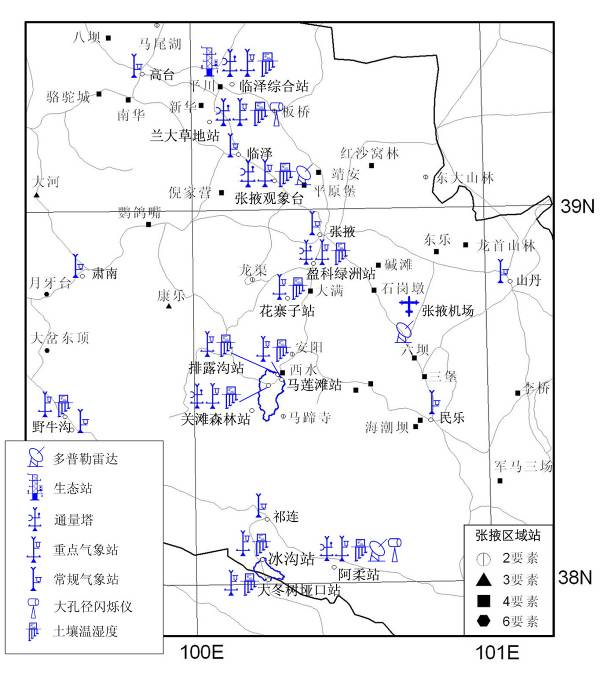 八坝
马尾湖
高台
平川
临泽综合站
骆驼城
南华
新华
板桥
兰大草地站
临泽
红沙窝林
靖安
东大山林
大河
倪家营
张掖观象台
平原堡
39N
鹦鸽嘴
张掖
东乐
龙首山林
肃南
龙渠
盈科绿洲站
碱滩
山丹
月牙台
大满
石岗墩
康乐
花寨子站
张掖机场
大岔东顶
安阳
六坝
排露沟站
西水
三堡
马莲滩站
李桥
野牛沟
关滩森林站
马蹄寺
民乐
海潮坝
多普勒雷达
生态站
军马三场
通量塔
祁连
重点气象站
张掖区域站
冰沟站
2要素
常规气象站
阿柔站
3要素
38N
大冬树垭口站
大孔径闪烁仪
4要素
土壤温湿度
6要素
100E
101E